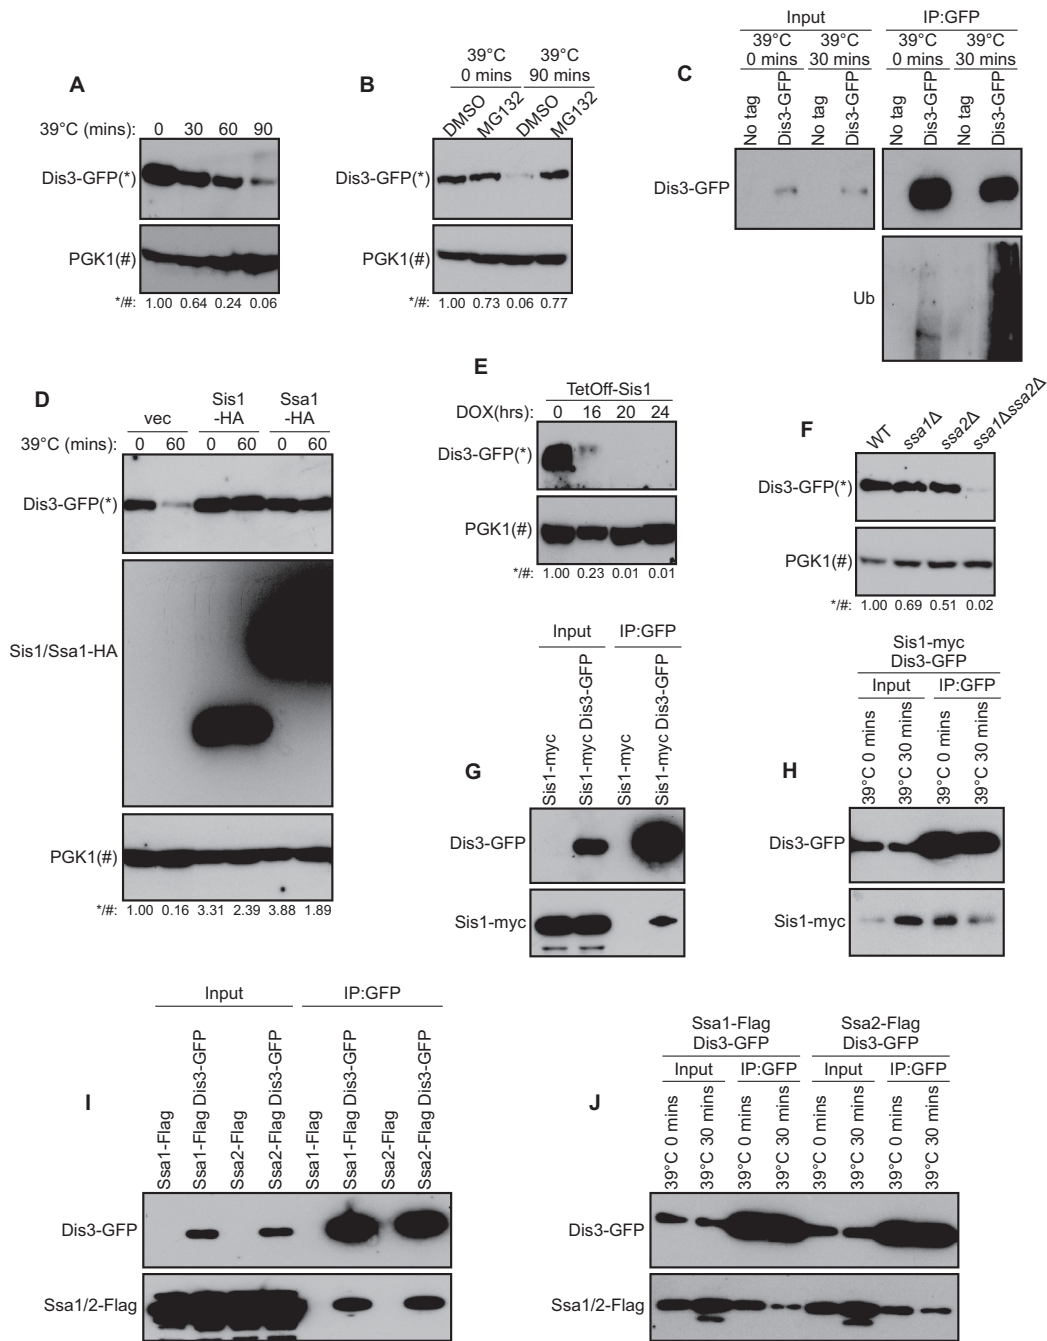 A
39°C (mins): 0 30 60 90
Dis3-GFP(*)
PGK1(#)
*/#: 1.00 0.64 0.24 0.06
B
39°C 39°C
0 mins 90 mins
DMSO MG132 DMSO MG132
Dis3-GFP(*)
PGK1(#)
*/#: 1.00 0.73 0.06 0.77
C
Input IP:GFP
39°C 39°C 39°C 39°C
0 mins 30 mins 0 mins 30 mins
No tag Dis3-GFP No tag Dis3-GFP No tag Dis3-GFP No tag Dis3-GFP
Dis3-GFP
Ub
D
vec Sis1 Ssa1
-HA -HA
39°C (mins): 0 60 0 60 0 60
Dis3-GFP(*)
Sis1/Ssa1-HA
PGK1(#)
*/#: 1.00 0.16 3.31 2.39 3.88 1.89
E
TetOff-Sis1
DOX(hrs): 0 16 20 24
Dis3-GFP(*)
PGK1(#)
*/#: 1.00 0.23 0.01 0.01
F
WT ssa1Δ ssa2Δ ssa1Δssa2Δ
Dis3-GFP(*)
PGK1(#)
*/#: 1.00 0.69 0.51 0.02
G
Input IP:GFP
Sis1-myc Sis1-myc Dis3-GFP Sis1-myc Sis1-myc Dis3-GFP
Dis3-GFP
Sis1-myc
H
Sis1-myc
Dis3-GFP
Input IP:GFP
39°C 0 mins 39°C 30 mins 39°C 0 mins 39°C 30 mins
Dis3-GFP
Sis1-myc
I
Input IP:GFP
Ssa1-Flag Ssa1-Flag Dis3-GFP Ssa2-Flag Ssa2-Flag Dis3-GFP Ssa1-Flag Ssa1-Flag Dis3-GFP Ssa2-Flag Ssa2-Flag Dis3-GFP
Dis3-GFP
Ssa1/2-Flag
J
Ssa1-Flag Ssa2-Flag
Dis3-GFP Dis3-GFP
Input IP:GFP Input IP:GFP
39°C 0 mins 39°C 30 mins 39°C 0 mins 39°C 30 mins 39°C 0 mins 39°C 30 mins 39°C 0 mins 39°C 30 mins
Dis3-GFP
Ssa1/2-Flag